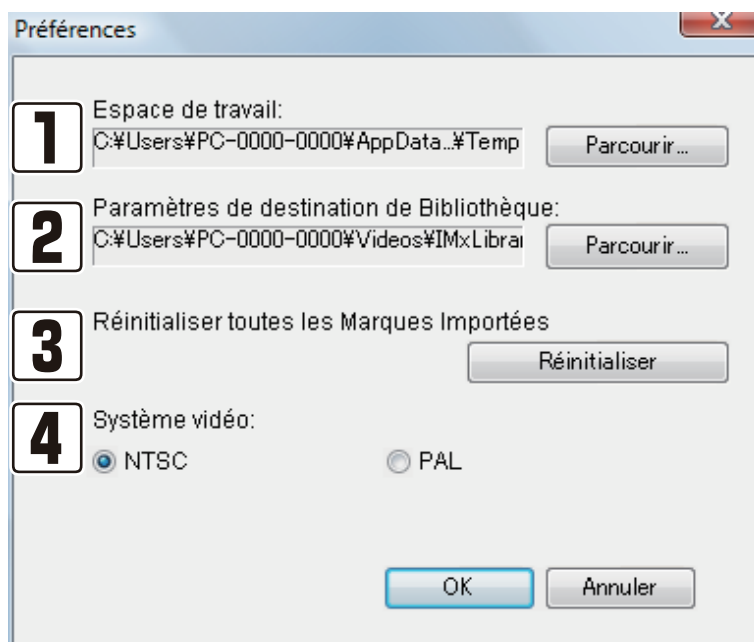 Préférences
1
Espace de travail:
C:¥Users¥PC-0000-0000¥AppData...¥Temp
Parcourir...
2
Paramètres de destination de Bibliothèque:
C:¥Users¥PC-0000-0000¥Videos¥IMxLibrar
Parcourir...
3
Réinitialiser toutes les Marques Importées
Réinitialiser
4
Système vidéo:
NTSC
PAL
OK
Annuler